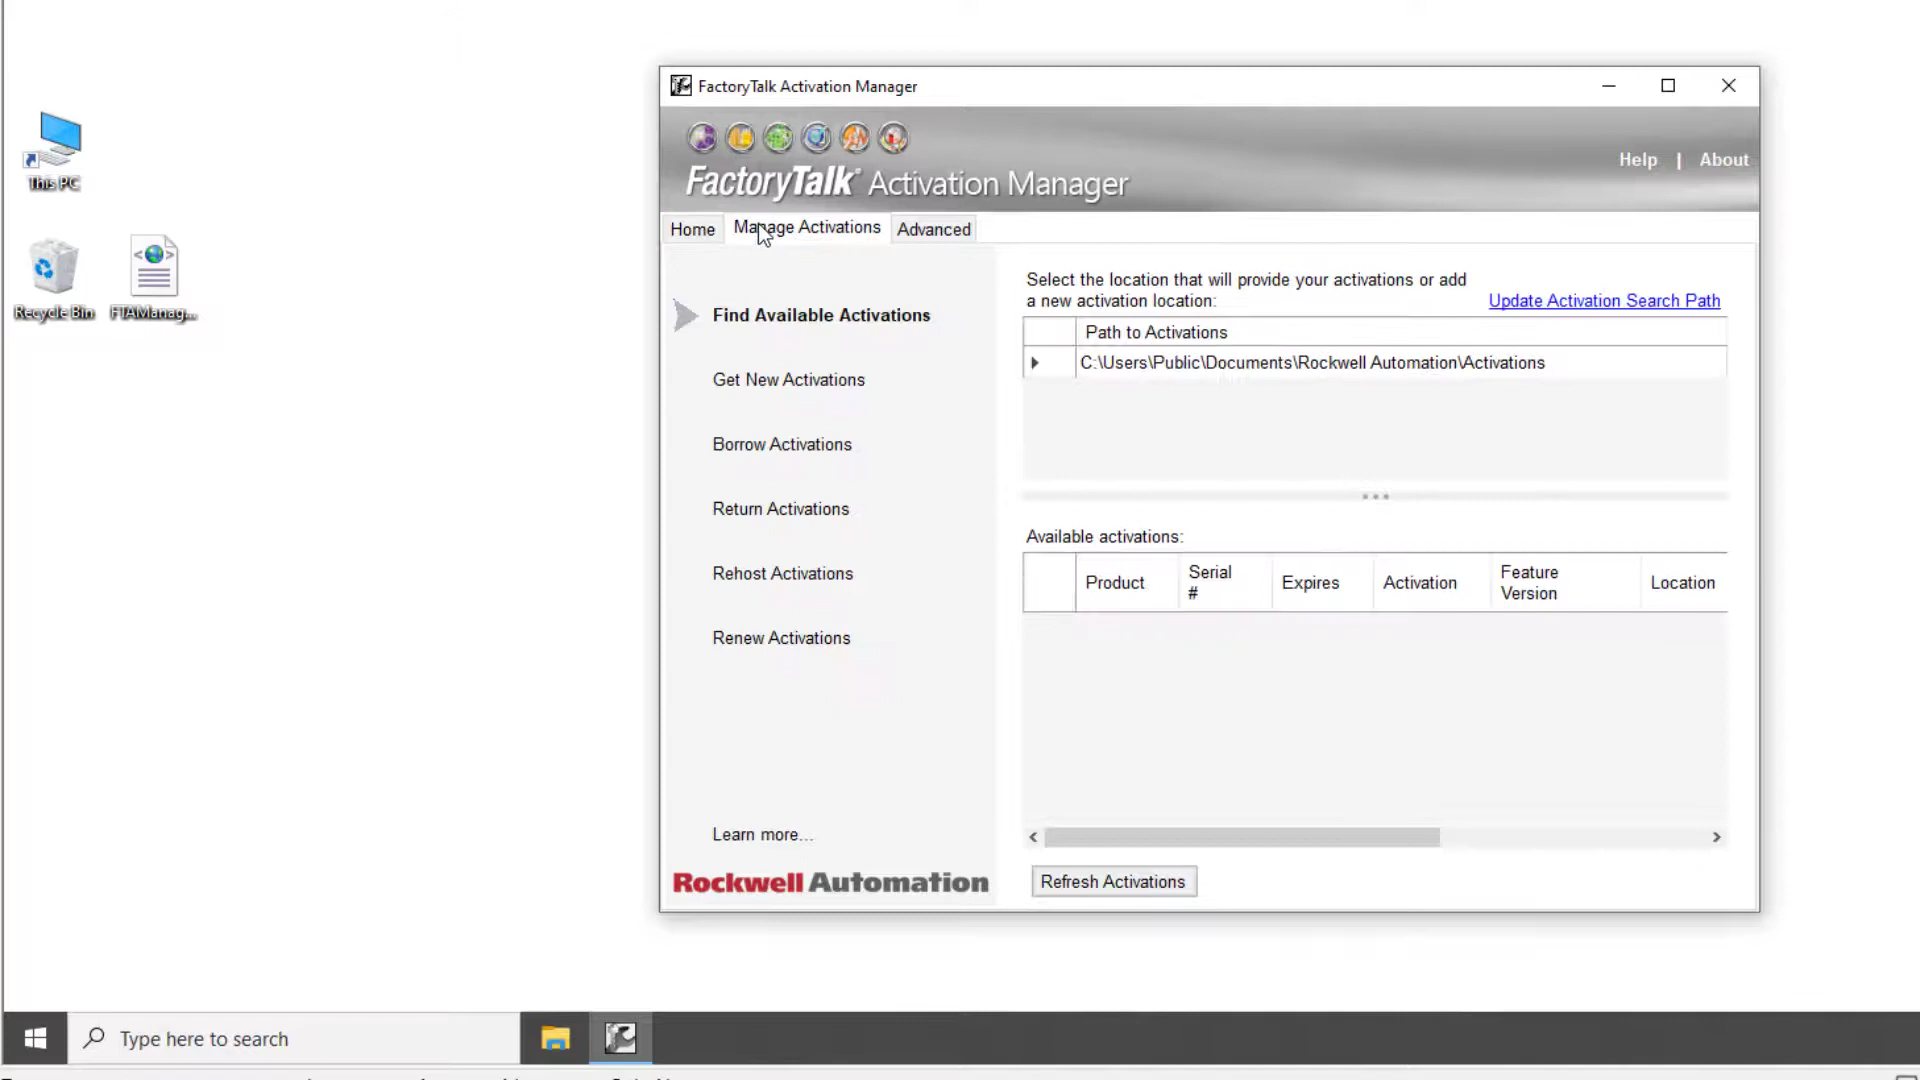 This PC
Recycle Bin
FTAManag...
FactoryTalk Activation Manager
FactoryTalk® Activation Manager
Help | About
Home
Manage Activations
Advanced
Find Available Activations
Get New Activations
Borrow Activations
Return Activations
Rehost Activations
Renew Activations
Learn more...
Rockwell Automation
Select the location that will provide your activations or add
a new activation location:
Update Activation Search Path
Path to Activations
C:\Users\Public\Documents\Rockwell Automation\Activations
Available activations:
Product
Serial
#
Expires
Activation
Feature
Version
Location
Refresh Activations
Type here to search